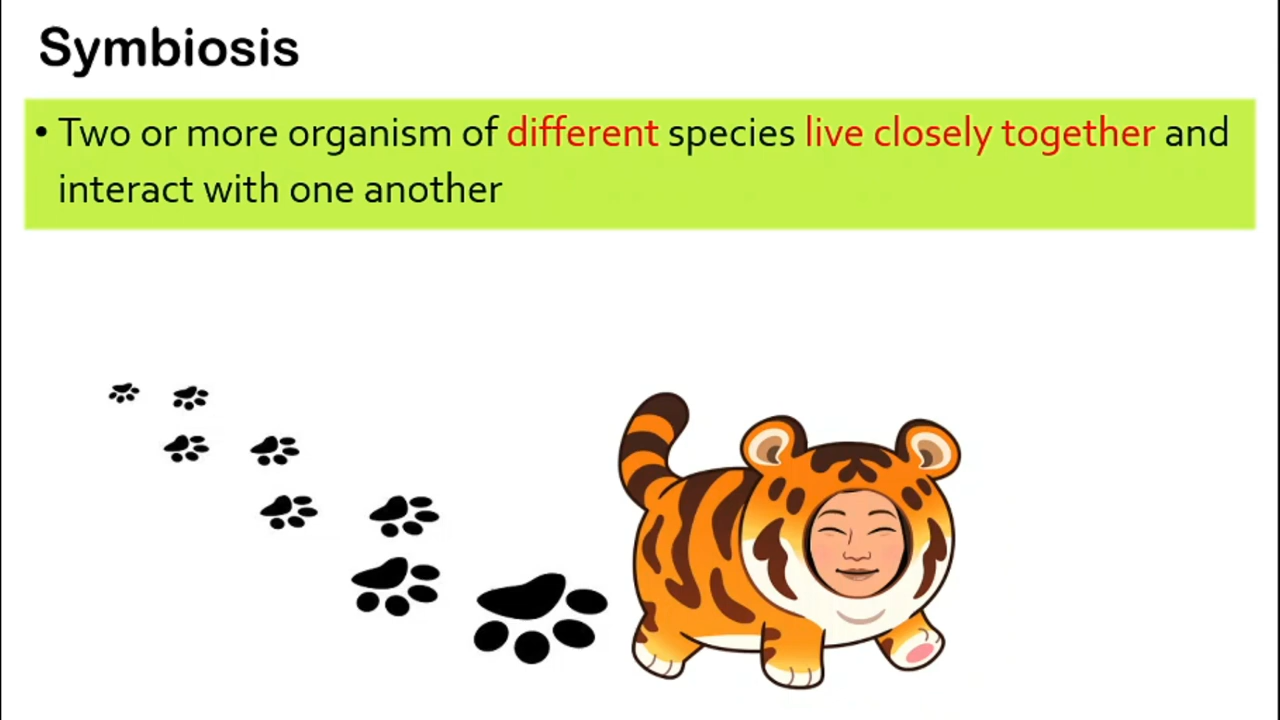 Symbiosis
• Two or more organism of different species live closely together and
interact with one another